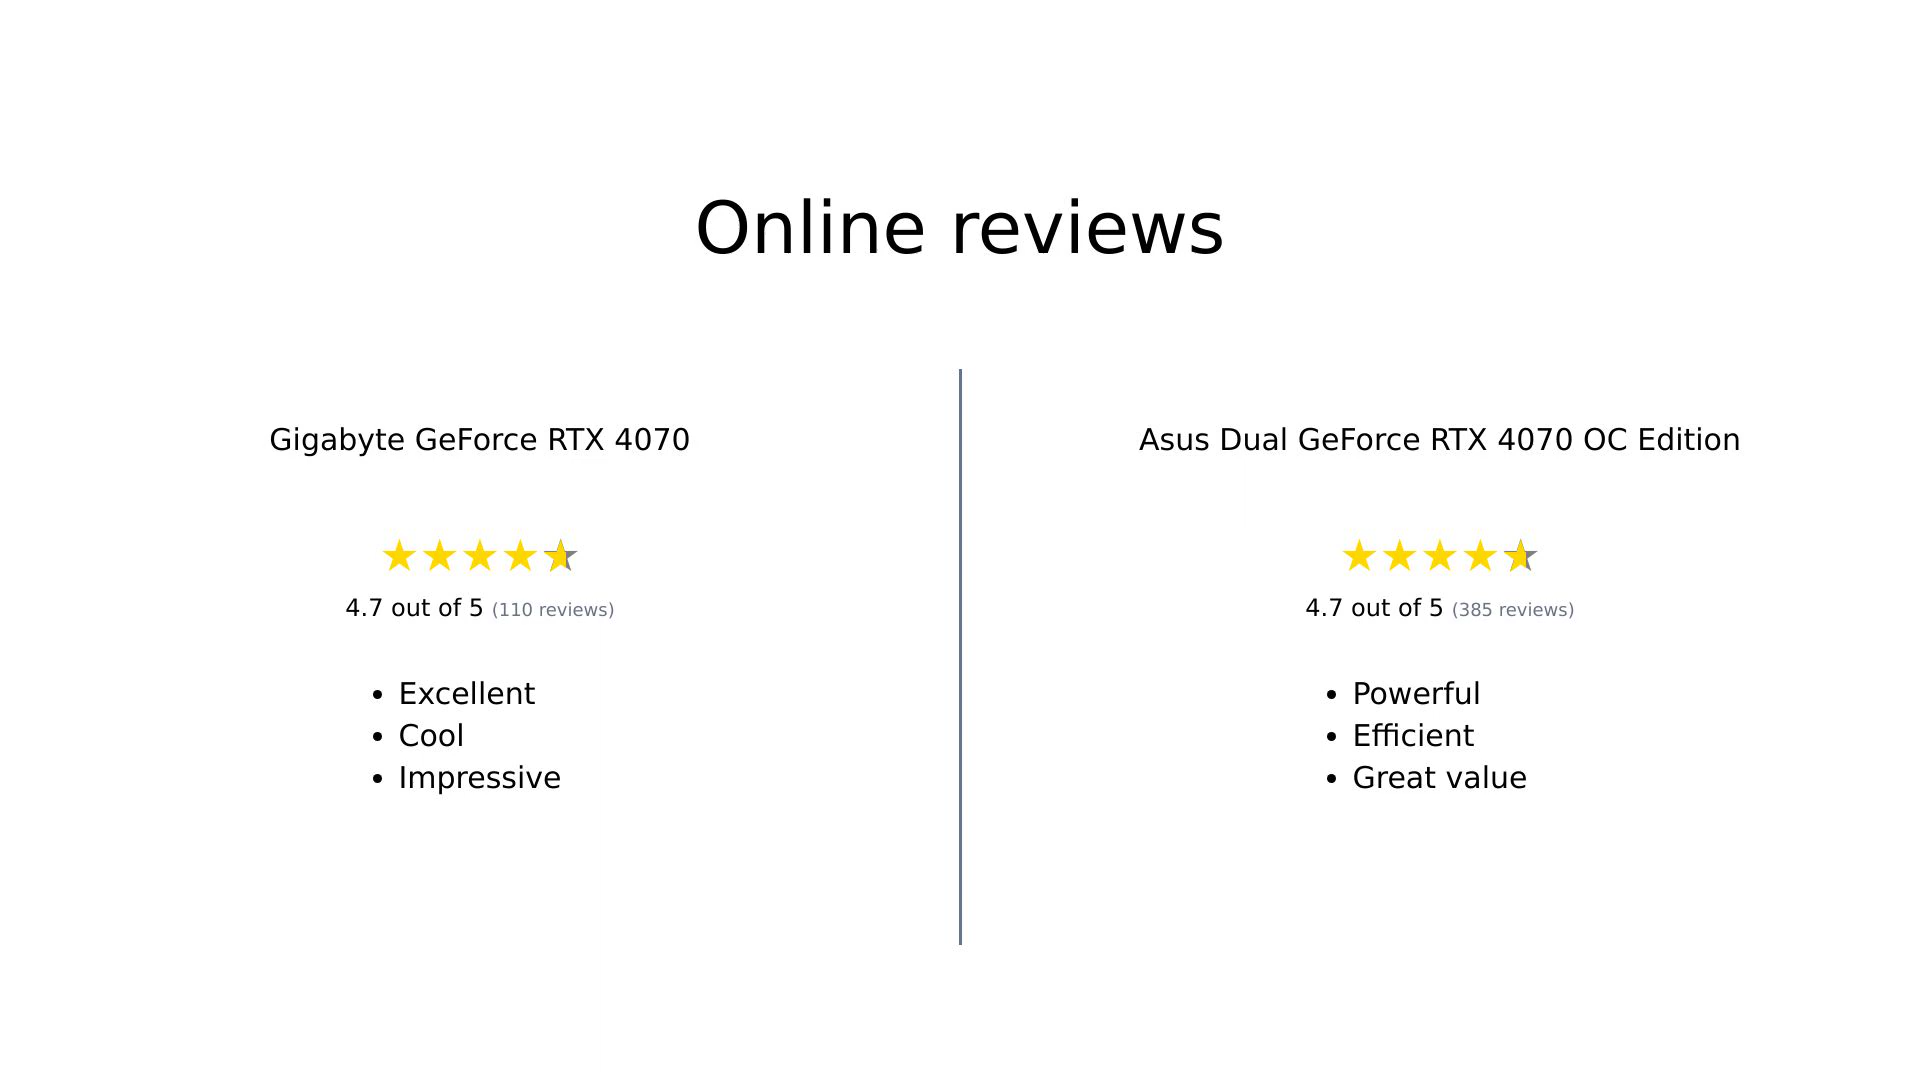 Online reviews
Gigabyte GeForce RTX 4070
4.7 out of 5 (110 reviews)
• Excellent
• Cool
• Impressive
Asus Dual GeForce RTX 4070 OC Edition
4.7 out of 5 (385 reviews)
• Powerful
• Efficient
• Great value